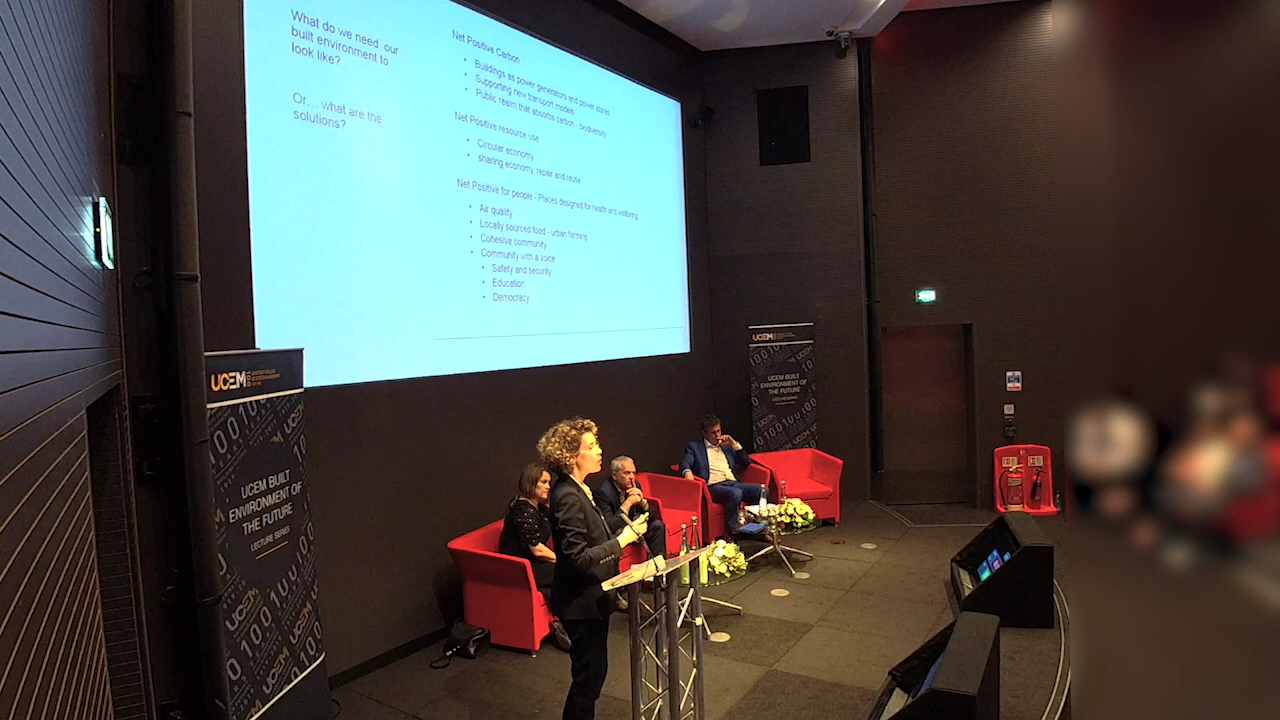 What do we need our
built environment to
look like?
Or... what are the
solutions?
Net Positive Carbon
• Buildings as power generators and power stores
• Supporting new transport models
• Public realm that absorbs carbon - biodiversity
Net Positive resource use
• Circular economy
• sharing economy, repair and reuse
Net Positive for people - Places designed for health and wellbeing
• Air quality
• Locally sourced food - urban farming
• Cohesive community
• Community with a voice
• Safety and security
• Education
• Democracy
UCEM
UCEM BUILT
ENVIRONMENT OF
THE FUTURE
LECTURE SERIES
UCEM
UCEM BUILT
ENVIRONMENT OF
THE FUTURE
LECTURE SERIES